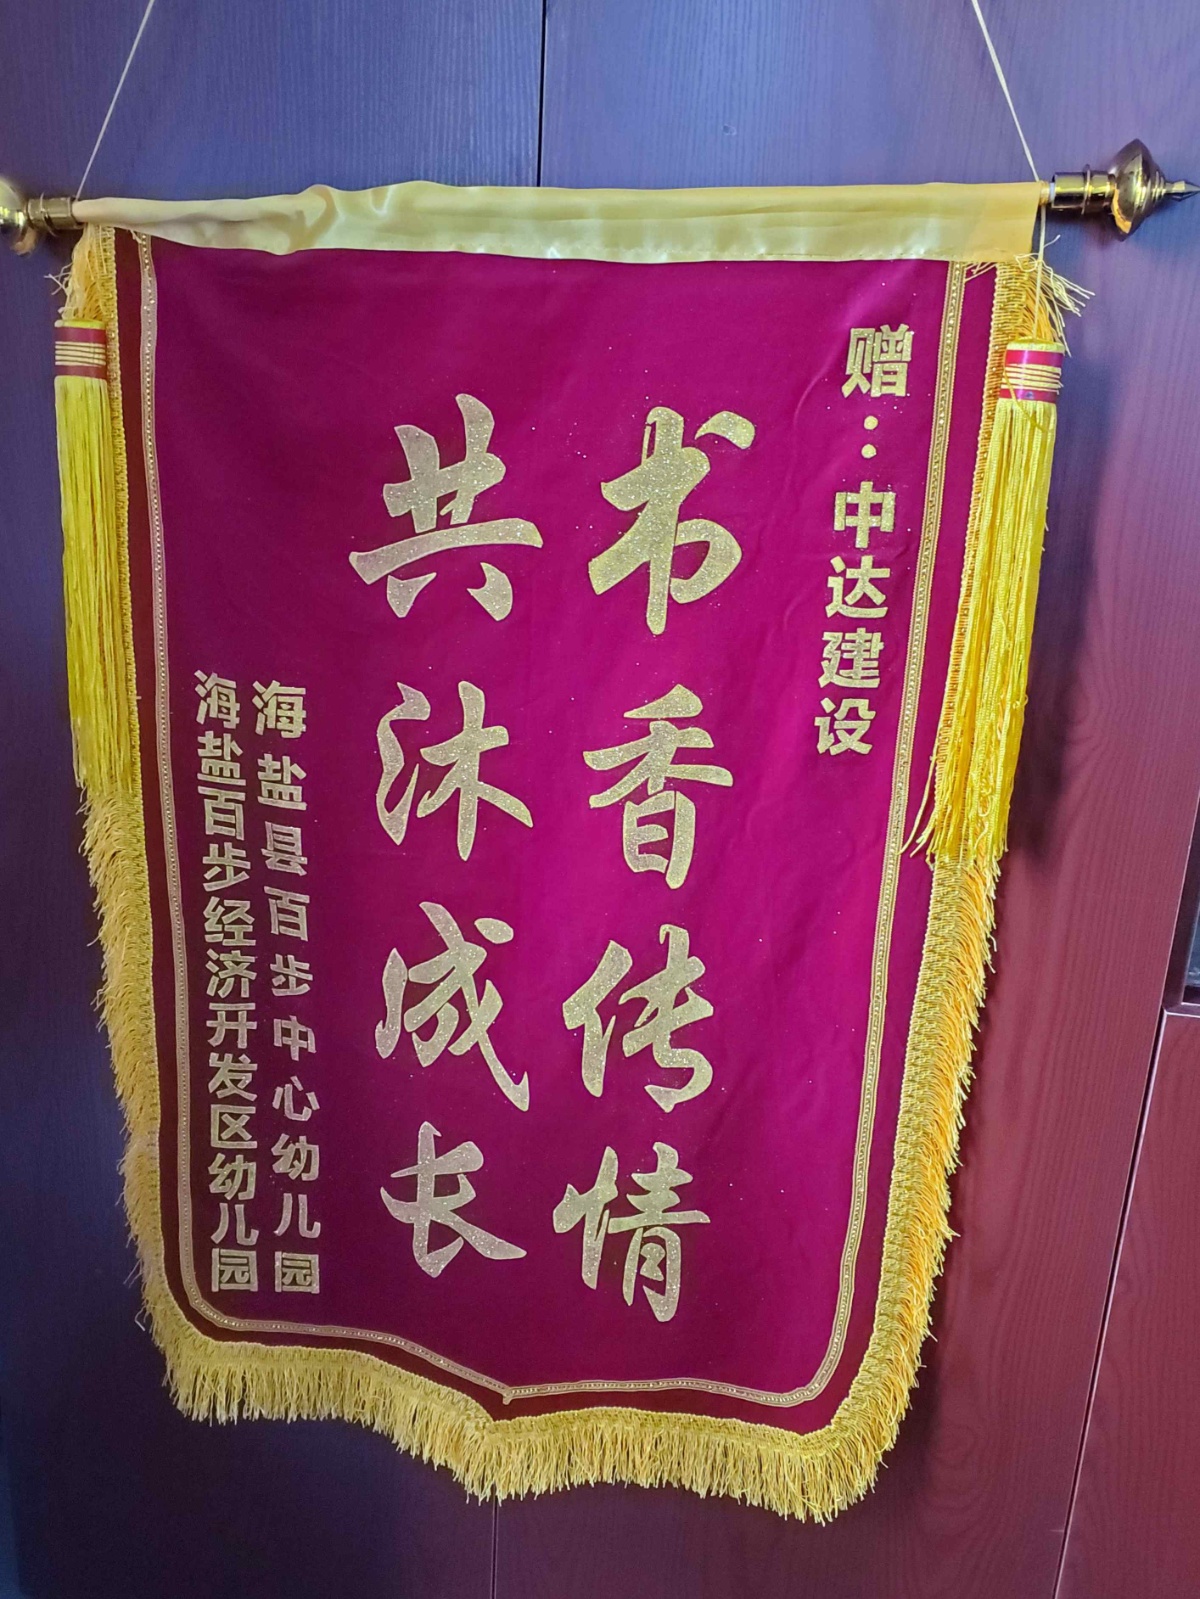 赠：中达建设
书香传情
共沐成长
海盐县百步中心幼儿园
海盐百步经济开发区幼儿园